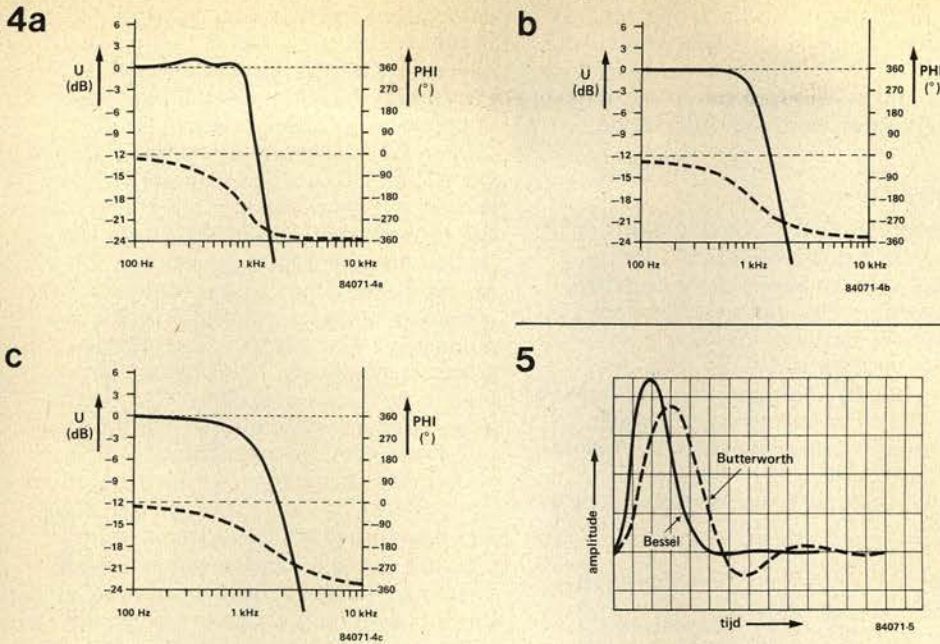 4a
6
3
0
-3
-6
-9
-12
-15
-18
-21
-24
U
(dB)
360
270
180
90
0
-90
-180
-270
-360
PHI
(°)
100 Hz 1 kHz 10 kHz
84071-4a
b
6
3
0
-3
-6
-9
-12
-15
-18
-21
-24
U
(dB)
360
270
180
90
0
-90
-180
-270
-360
PHI
(°)
100 Hz 1 kHz 10 kHz
84071-4b
c
6
3
0
-3
-6
-9
-12
-15
-18
-21
-24
U
(dB)
360
270
180
90
0
-90
-180
-270
-360
PHI
(°)
100 Hz 1 kHz 10 kHz
84071-4c
5
amplitude
Butterworth
Bessel
tijd
84071-5